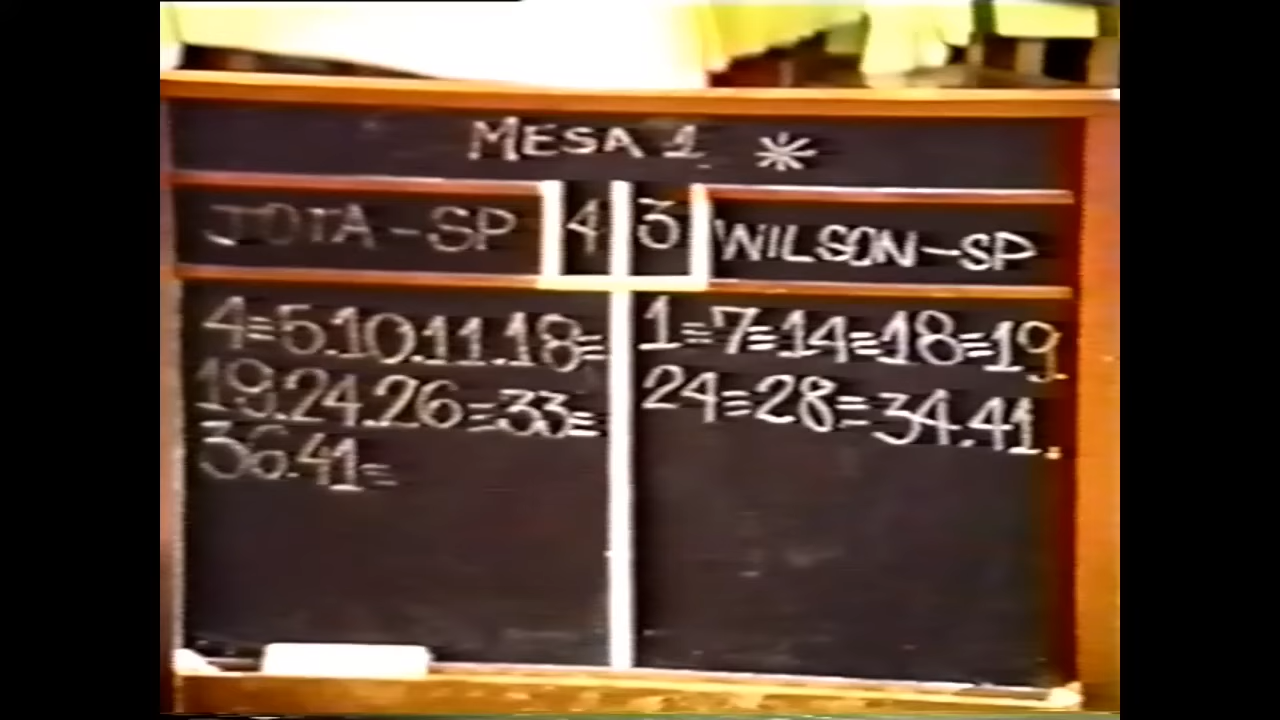 MESA 1 *
JOTA-SP 4 3 WILSON-SP
4=5.10.11.18=
19.24.26=33=
36.41=
1=7=14=18=19.
24=28=34.41.